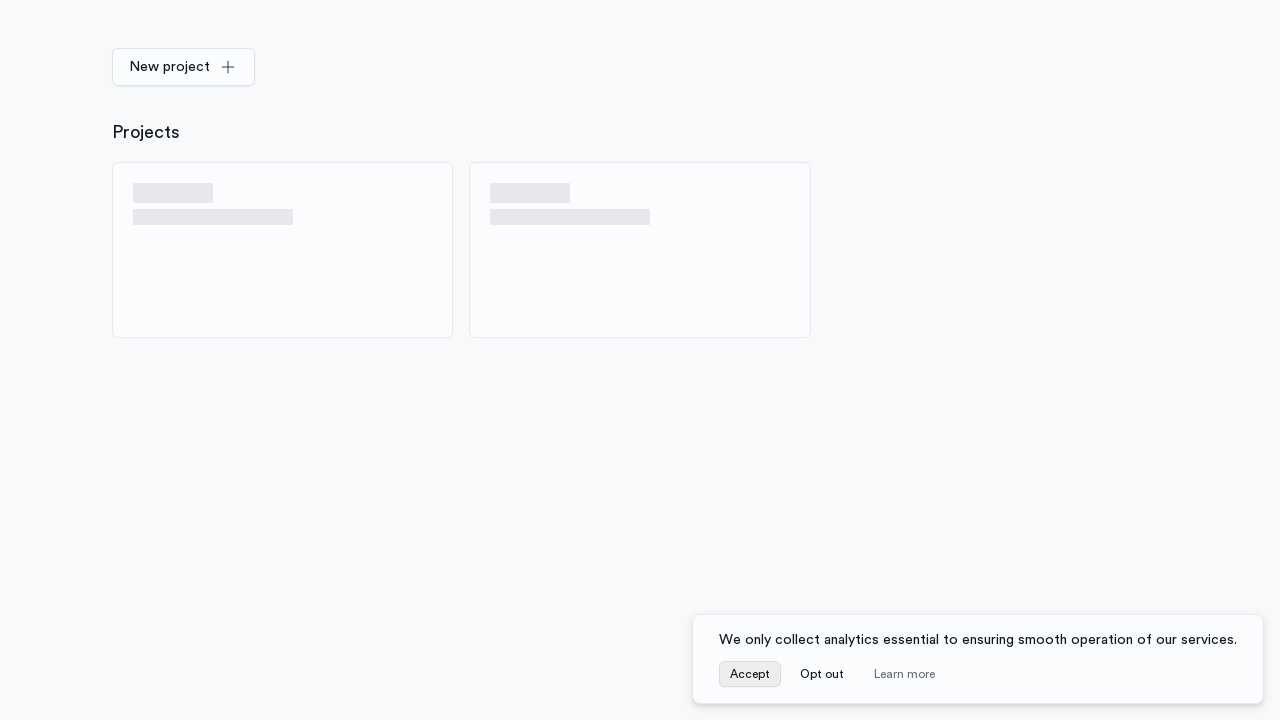 New project
Projects
We only collect analytics essential to ensuring smooth operation of our services.
Accept Opt out Learn more